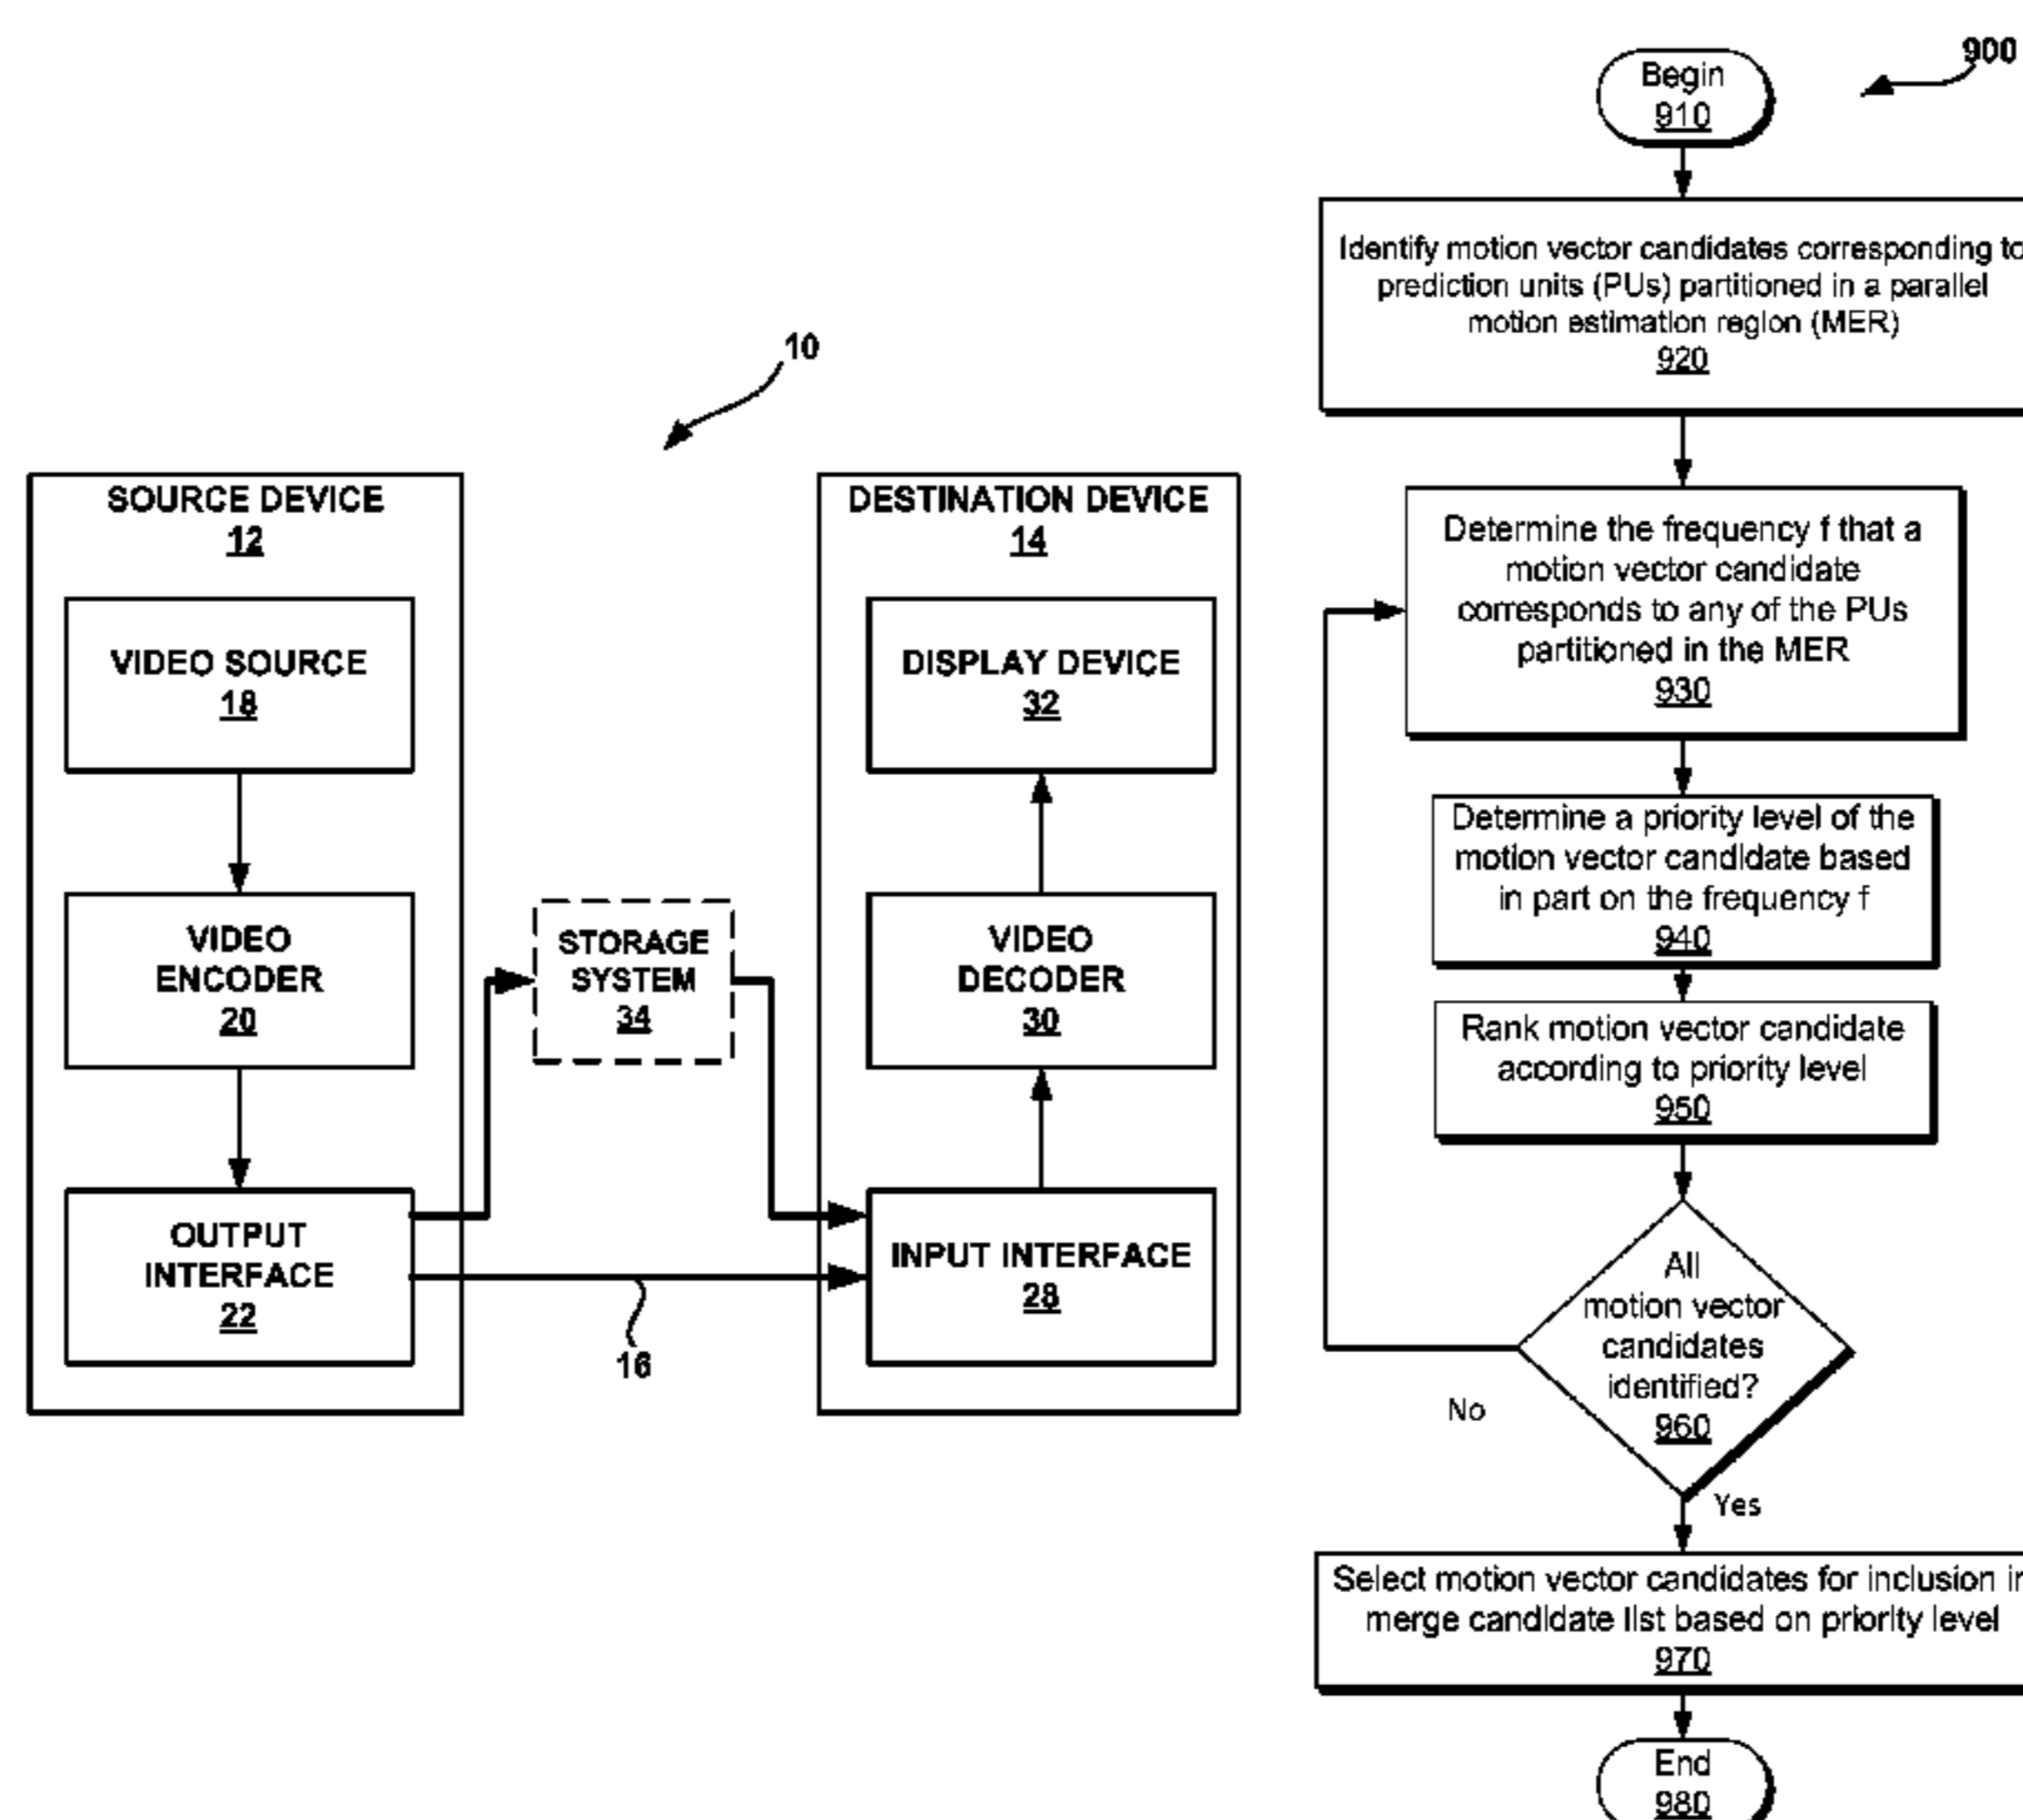 10
SOURCE DEVICE
12
VIDEO SOURCE
18
VIDEO
ENCODER
20
OUTPUT
INTERFACE
22
STORAGE
SYSTEM
34
16
DESTINATION DEVICE
14
DISPLAY DEVICE
32
VIDEO
DECODER
30
INPUT INTERFACE
28
900
Begin
910
Identify motion vector candidates corresponding to
prediction units (PUs) partitioned in a parallel
motion estimation region (MER)
920
Determine the frequency f that a
motion vector candidate
corresponds to any of the PUs
partitioned in the MER
930
Determine a priority level of the
motion vector candidate based
in part on the frequency f
940
Rank motion vector candidate
according to priority level
950
All
motion vector
candidates
identified?
960
No
Yes
Select motion vector candidates for inclusion in
merge candidate list based on priority level
970
End
980